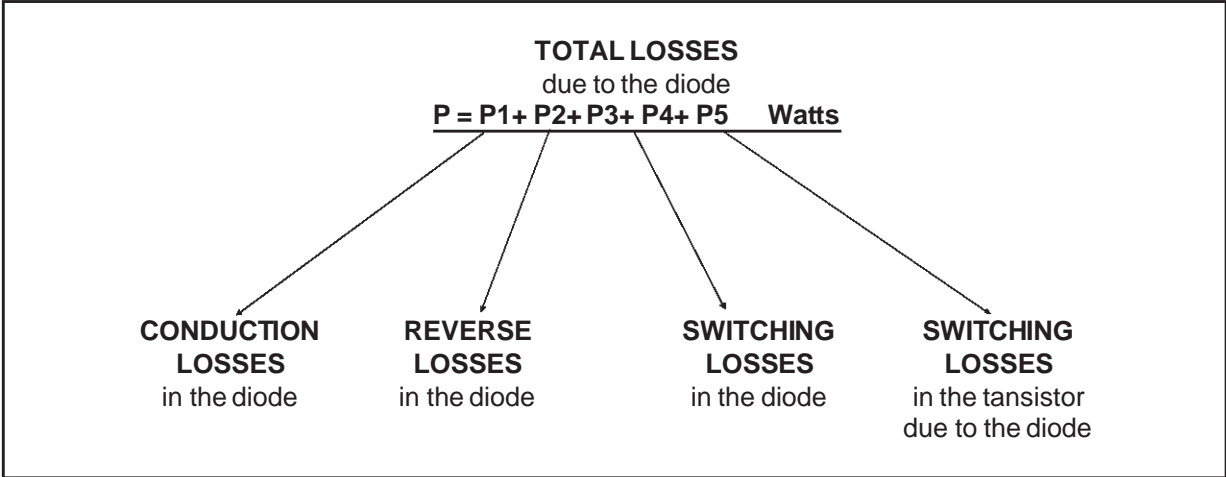 TOTAL LOSSES
due to the diode
P = P1+ P2+ P3+ P4+ P5 Watts
CONDUCTION
LOSSES
in the diode
REVERSE
LOSSES
in the diode
SWITCHING
LOSSES
in the diode
SWITCHING
LOSSES
in the tansistor
due to the diode